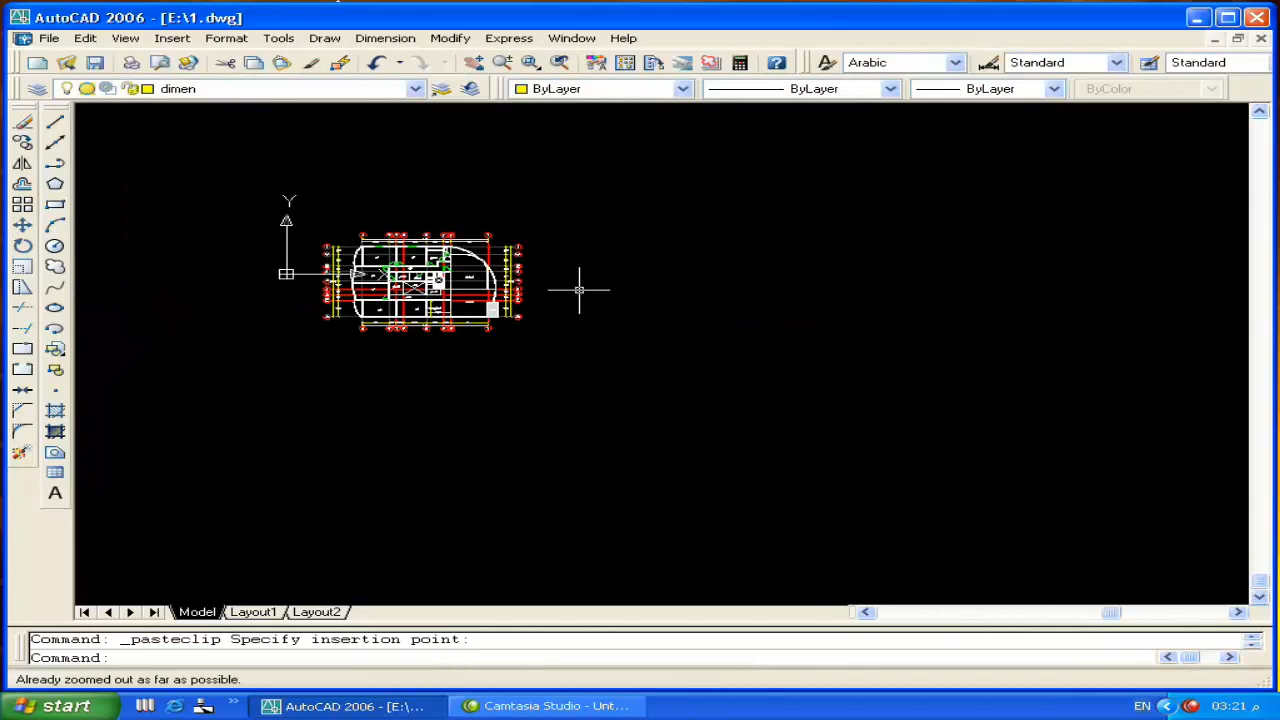 AutoCAD 2006 - [E:\1.dwg]
File Edit View Insert Format Tools Draw Dimension Modify Express Window Help
Arabic Standard Standard
dimen ByLayer ByLayer ByLayer ByColor
Y
Model Layout1 Layout2
Command: _pasteclip Specify insertion point:
Command:
Already zoomed out as far as possible.
start AutoCAD 2006 - [E:\... Camtasia Studio - Unt... EN 03:21 م